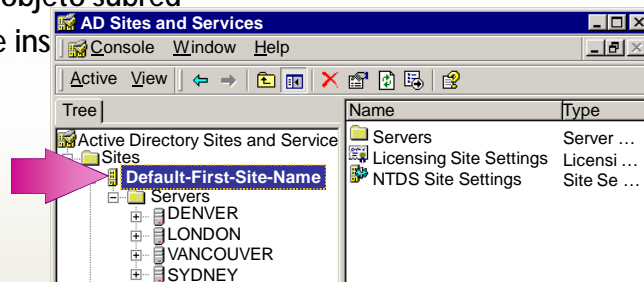 objeto subred
e ins
AD Sites and Services
Console Window Help
Active View
Tree
Name Type
Active Directory Sites and Service
Sites
Default-First-Site-Name
Servers
DENVER
LONDON
VANCOUVER
SYDNEY
Servers Server ...
Licensing Site Settings Licensi ...
NTDS Site Settings Site Se ...